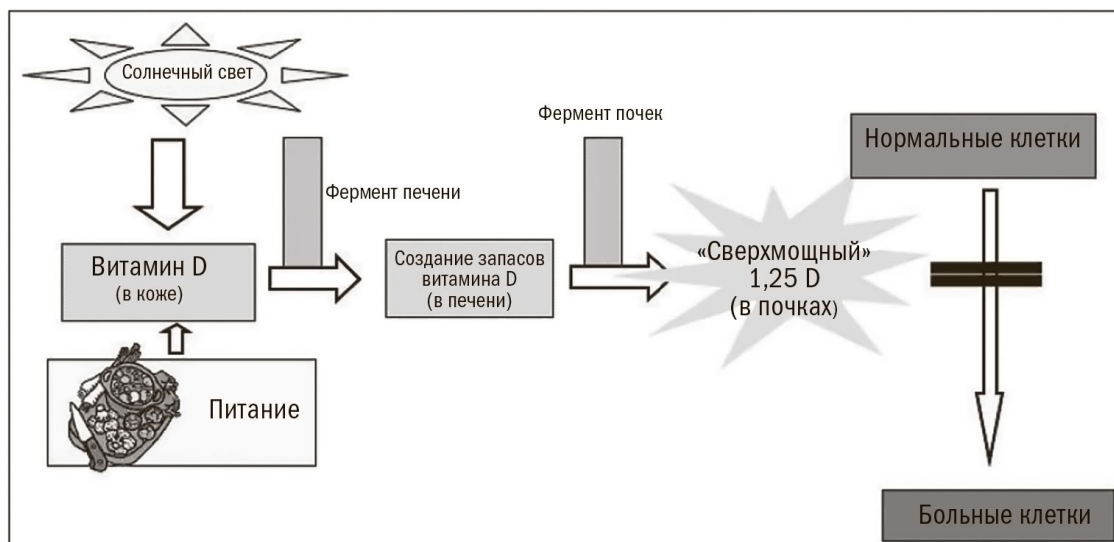 Солнечный свет
Фермент почек
Нормальные клетки
Фермент печени
Витамин D
(в коже)
Создание запасов
витамина D
(в печени)
«Сверхмощный»
1,25 D
(в почках)
Питание
Больные клетки